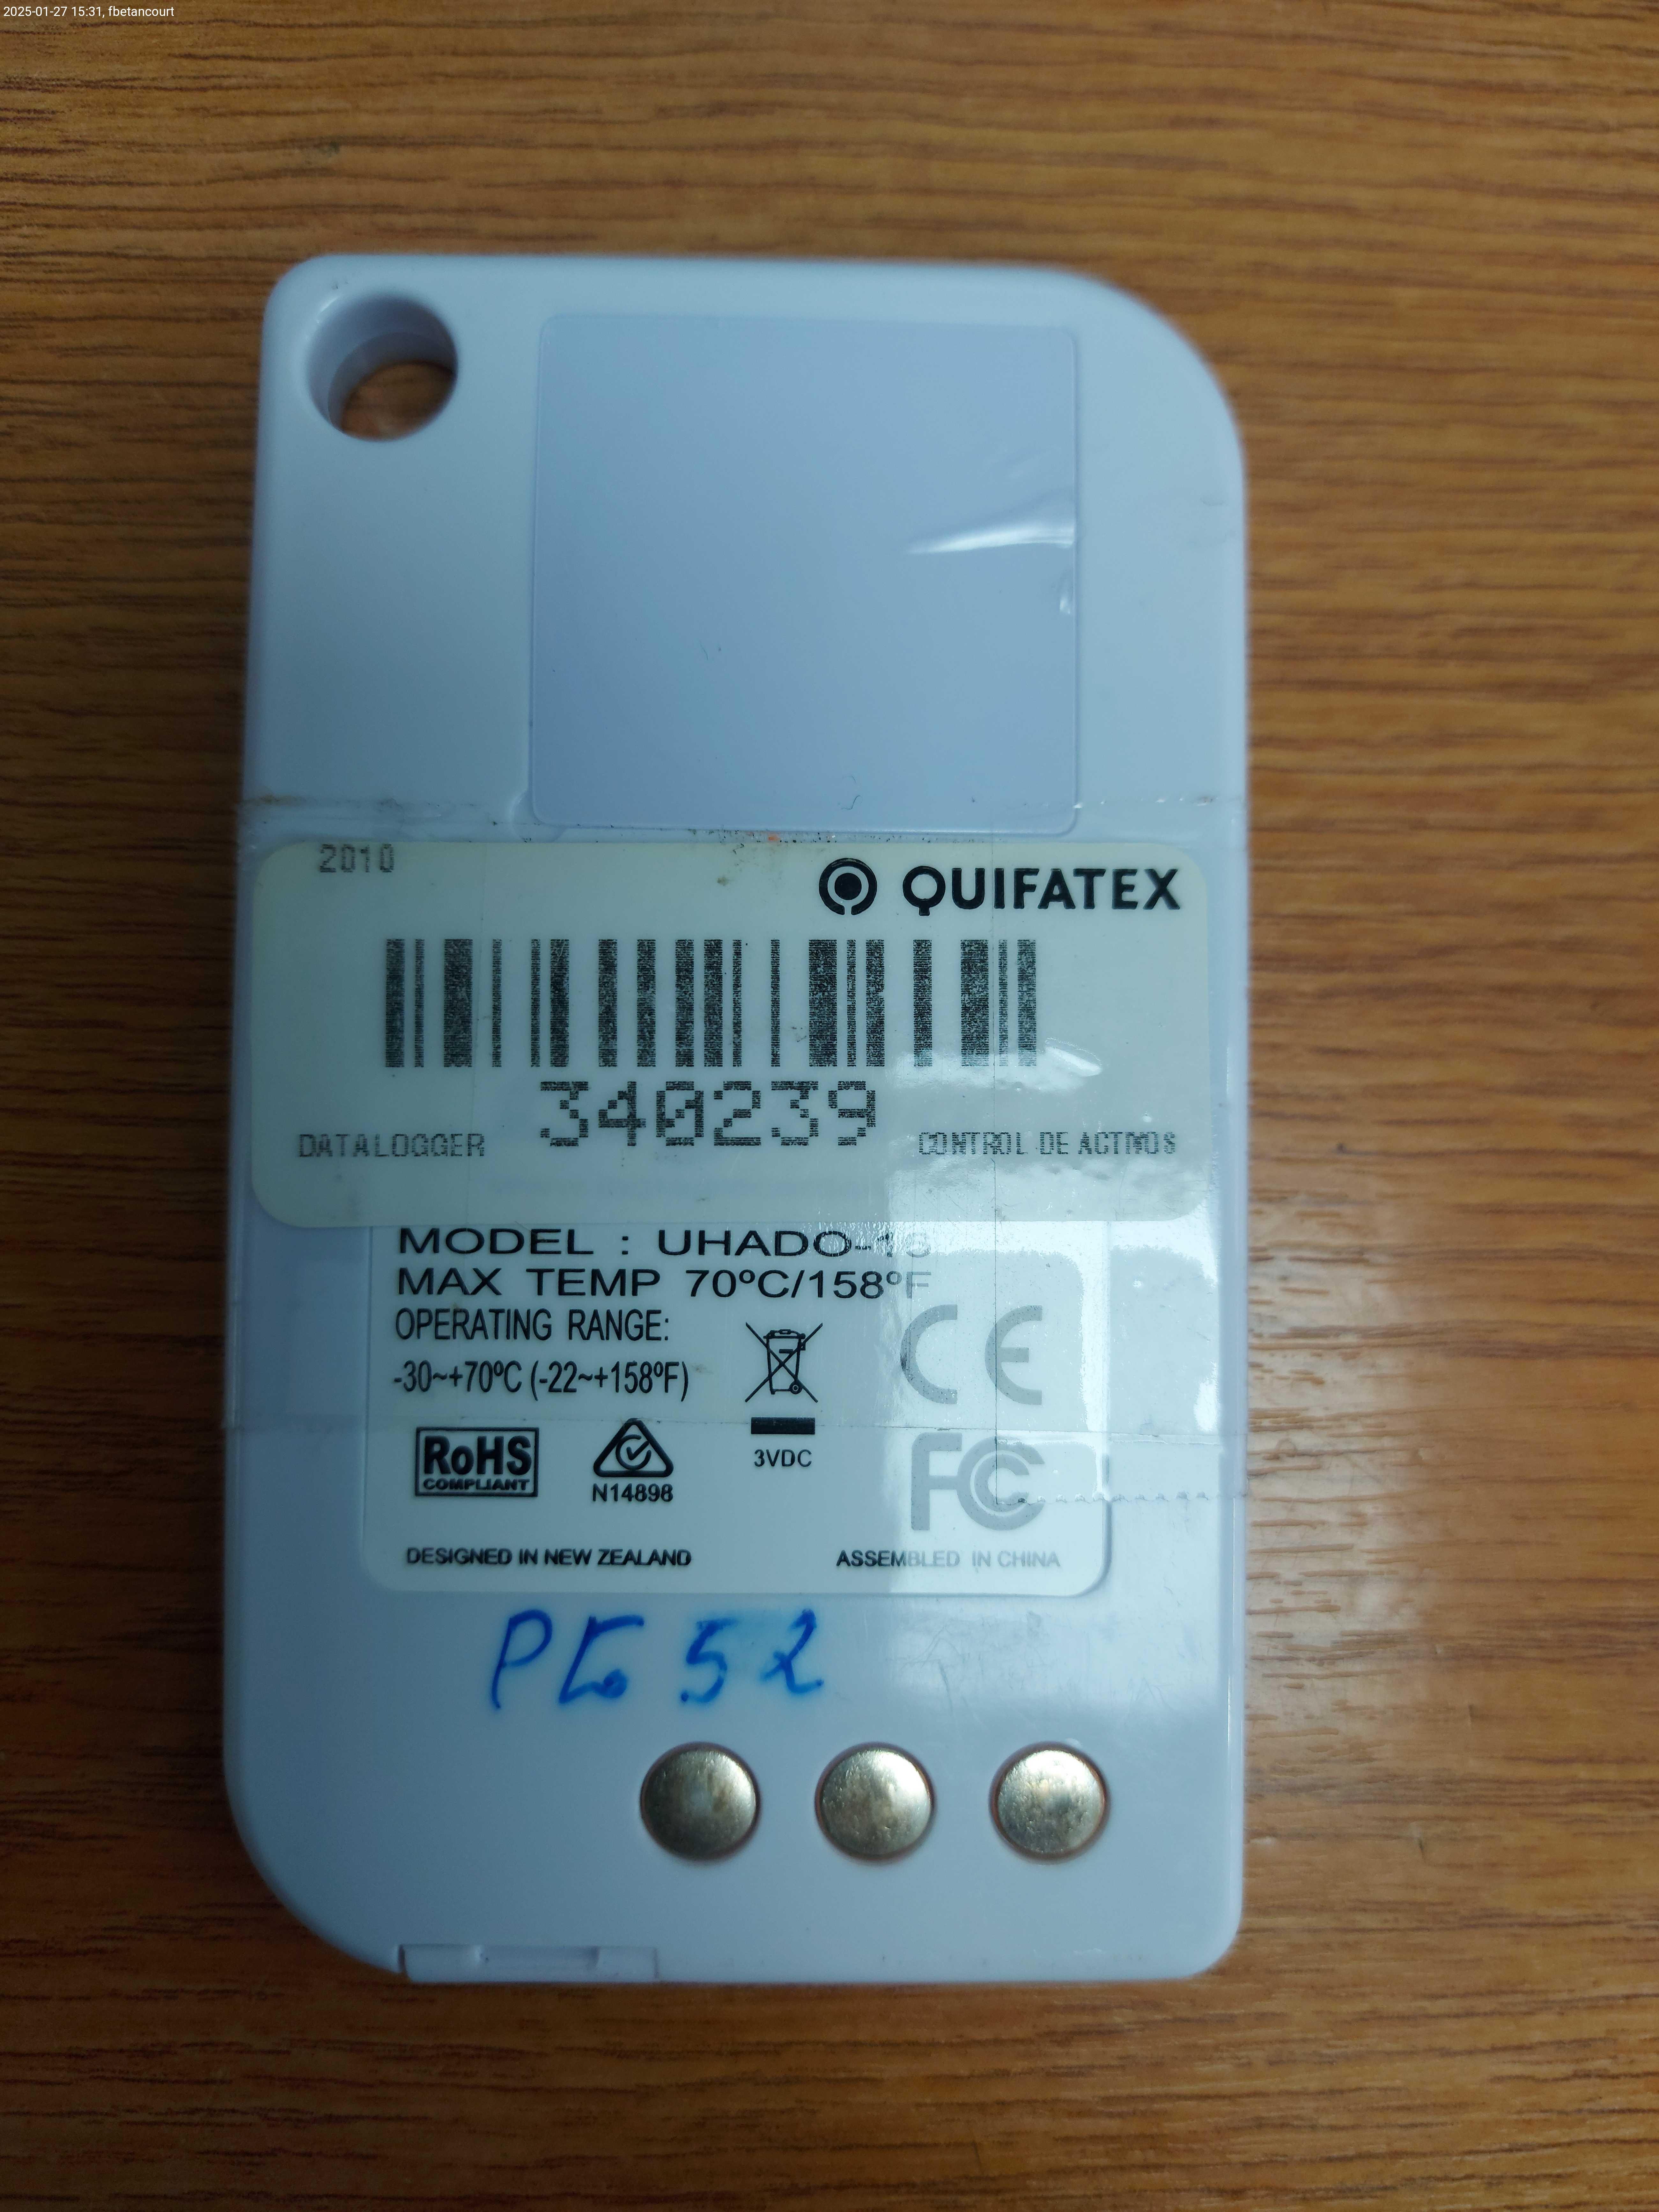 2025-01-27 15:31, fbetancourt
2010
QUIFATEX
340239
DATALOGGER
CONTROL DE ACTIVOS
MODEL : UHADO-16
MAX TEMP 70ºC/158ºF
OPERATING RANGE:
-30~+70ºC (-22~+158ºF)
CE
RoHS
COMPLIANT
N14898
3VDC
FC
DESIGNED IN NEW ZEALAND
ASSEMBLED IN CHINA
52